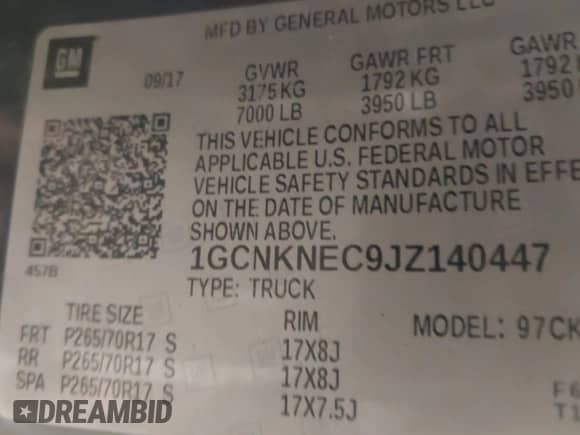 MFD BY GENERAL MOTORS LLC
GM
09/17
GVWR GAWR FRT GAWR
3175 KG 1792 KG 1792
7000 LB 3950 LB 3950
THIS VEHICLE CONFORMS TO ALL
APPLICABLE U.S. FEDERAL MOTOR
VEHICLE SAFETY STANDARDS IN EFFE
ON THE DATE OF MANUFACTURE
SHOWN ABOVE.
457B
1GCNKNEC9JZ140447
TYPE: TRUCK
TIRE SIZE RIM MODEL: 97CK
FRT P265/70R17 S 17X8J
RR P265/70R17 S 17X8J
SPA P265/70R17 S 17X7.5J
F6
T1
DREAMBID